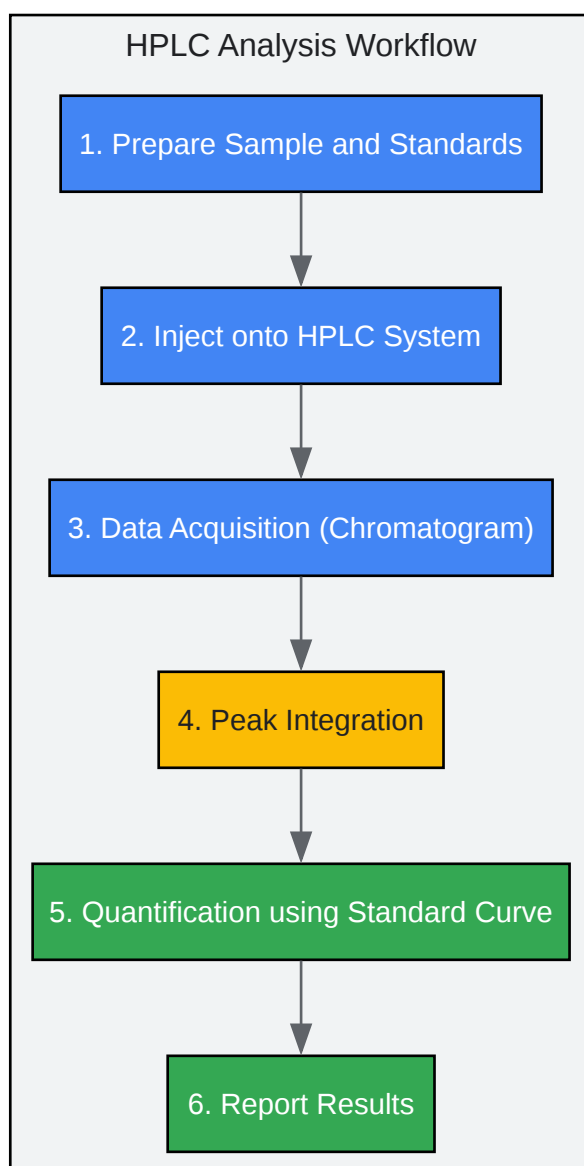 HPLC Analysis Workflow
1. Prepare Sample and Standards
2. Inject onto HPLC System
3. Data Acquisition (Chromatogram)
4. Peak Integration
5. Quantification using Standard Curve
6. Report Results